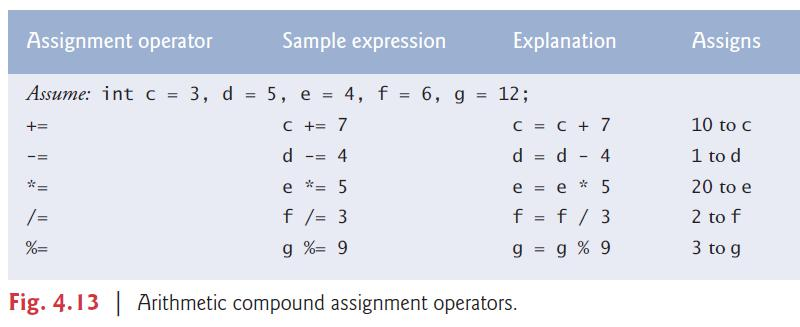 Assignment operator Sample expression Explanation Assigns
Assume: int c = 3, d = 5, e = 4, f = 6, g = 12;
+= c += 7 c = c + 7 10 to c
-= d -= 4 d = d - 4 1 to d
*= e *= 5 e = e * 5 20 to e
/= f /= 3 f = f / 3 2 to f
%= g %= 9 g = g % 9 3 to g
Fig. 4.13 | Arithmetic compound assignment operators.